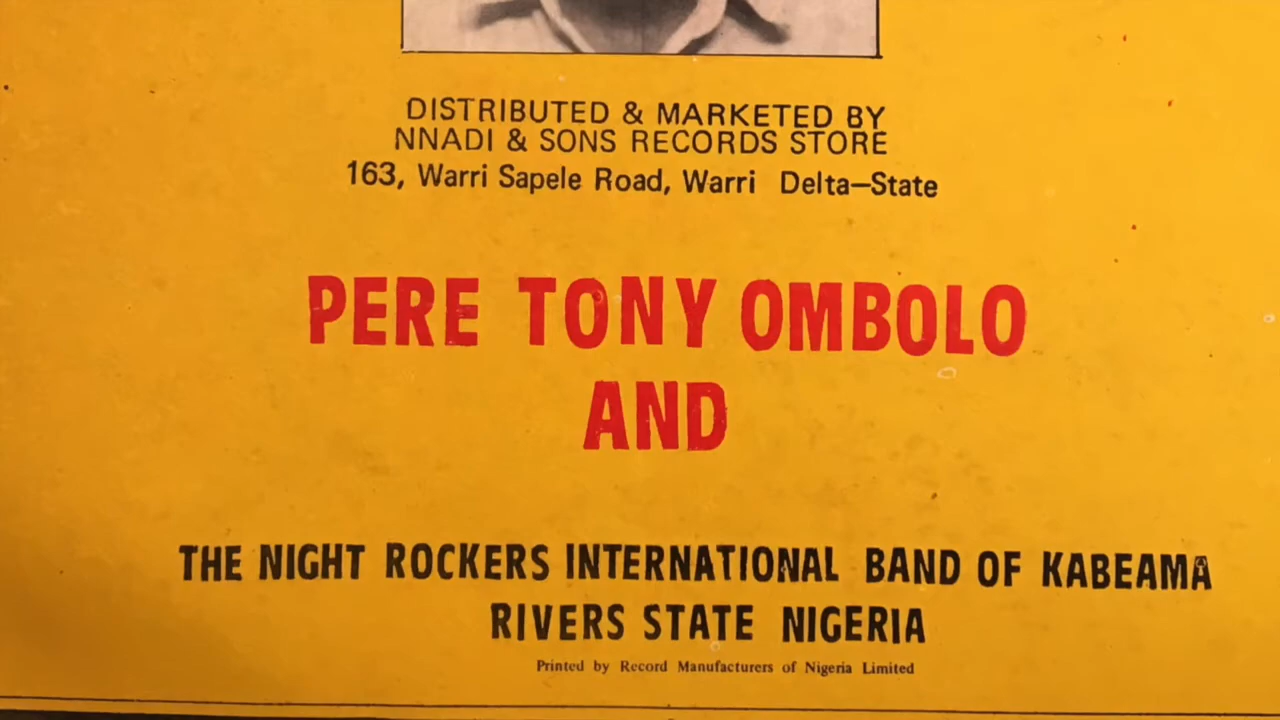 DISTRIBUTED & MARKETED BY
NNADI & SONS RECORDS STORE
163, Warri Sapele Road, Warri Delta–State
PERE TONY OMBOLO
AND
THE NIGHT ROCKERS INTERNATIONAL BAND OF KABEAMA
RIVERS STATE NIGERIA
Printed by Record Manufacturers of Nigeria Limited